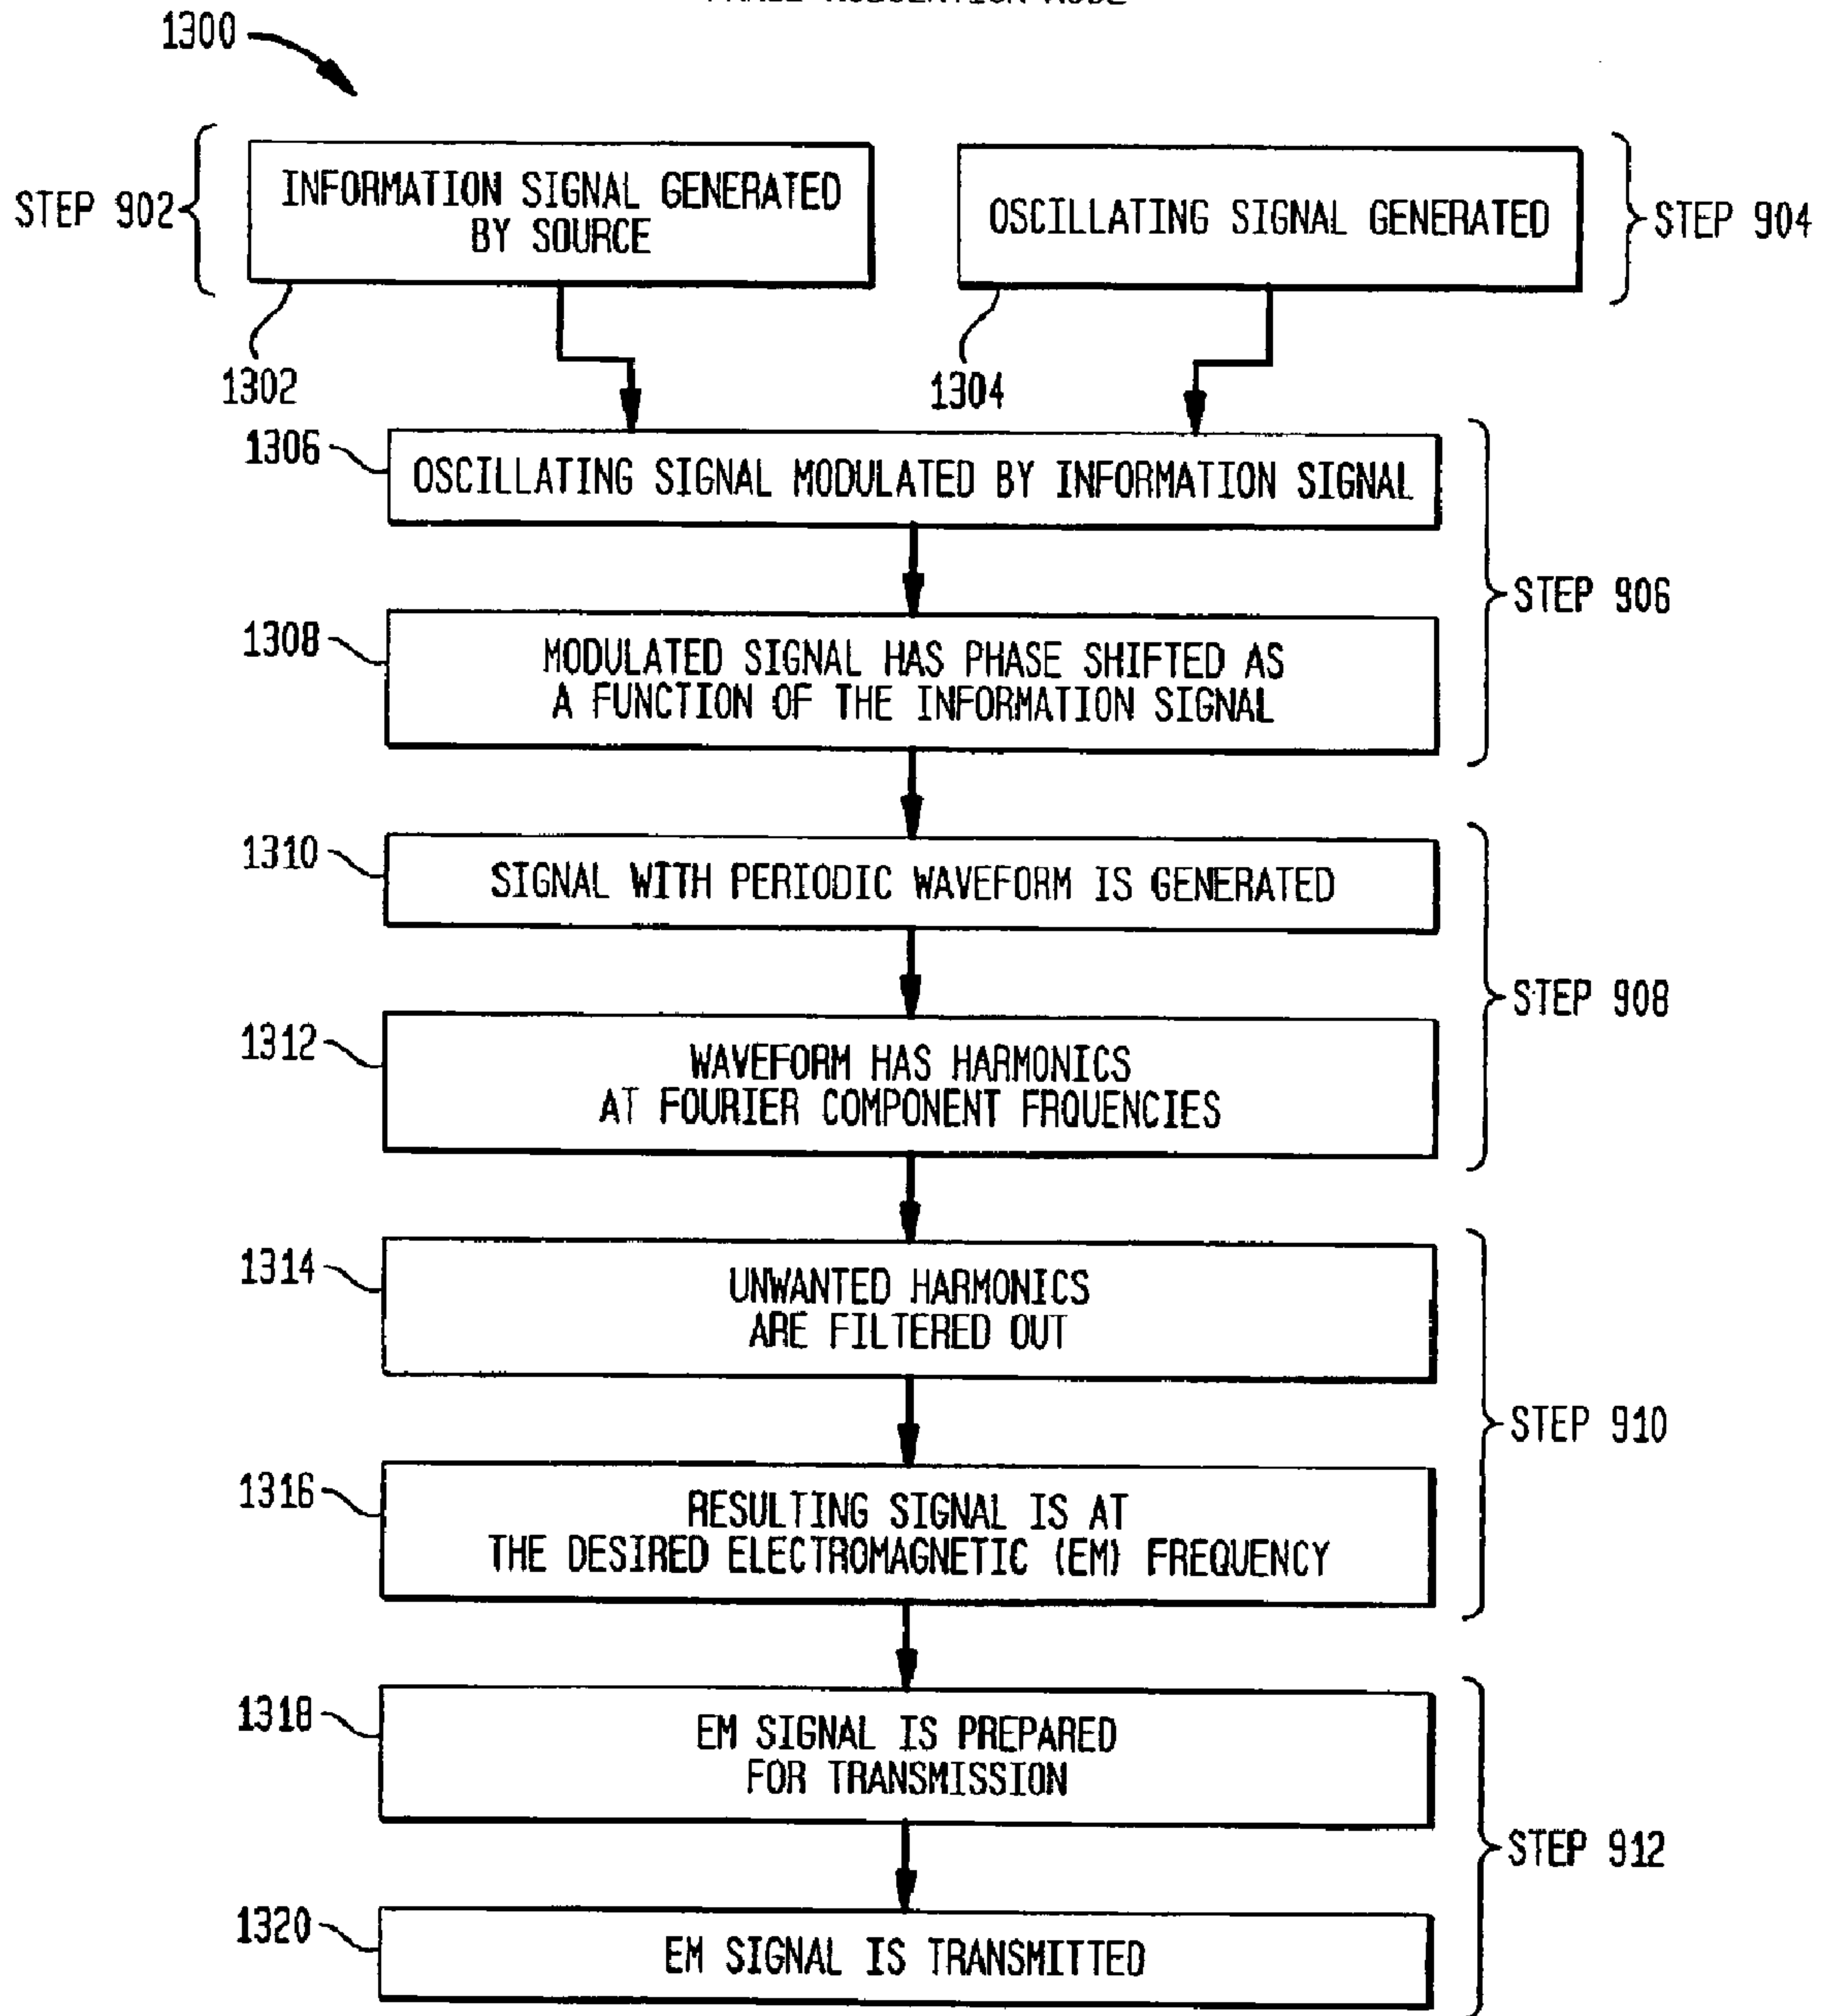 1300
STEP 902
INFORMATION SIGNAL GENERATED
BY SOURCE
OSCILLATING SIGNAL GENERATED
STEP 904
1302
1304
1306
OSCILLATING SIGNAL MODULATED BY INFORMATION SIGNAL
STEP 906
1308
MODULATED SIGNAL HAS PHASE SHIFTED AS
A FUNCTION OF THE INFORMATION SIGNAL
1310
SIGNAL WITH PERIODIC WAVEFORM IS GENERATED
STEP 908
1312
WAVEFORM HAS HARMONICS
AT FOURIER COMPONENT FRQUENCIES
1314
UNWANTED HARMONICS
ARE FILTERED OUT
STEP 910
1316
RESULTING SIGNAL IS AT
THE DESIRED ELECTROMAGNETIC (EM) FREQUENCY
1318
EM SIGNAL IS PREPARED
FOR TRANSMISSION
STEP 912
1320
EM SIGNAL IS TRANSMITTED